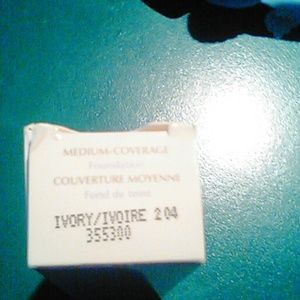 MEDIUM-COVERAGE
Foundation
COUVERTURE MOYENNE
Fond de teint
IVORY/IVOIRE 204
355300